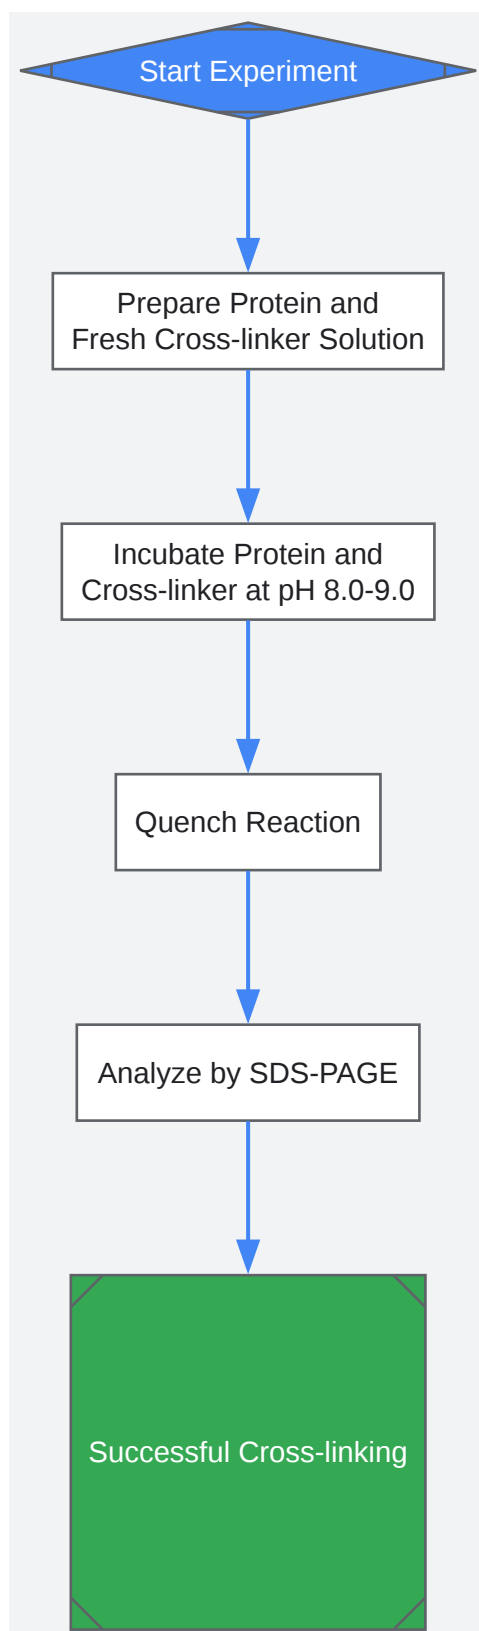 Start Experiment
Prepare Protein and
Fresh Cross-linker Solution
Incubate Protein and
Cross-linker at pH 8.0-9.0
Quench Reaction
Analyze by SDS-PAGE
Successful Cross-linking